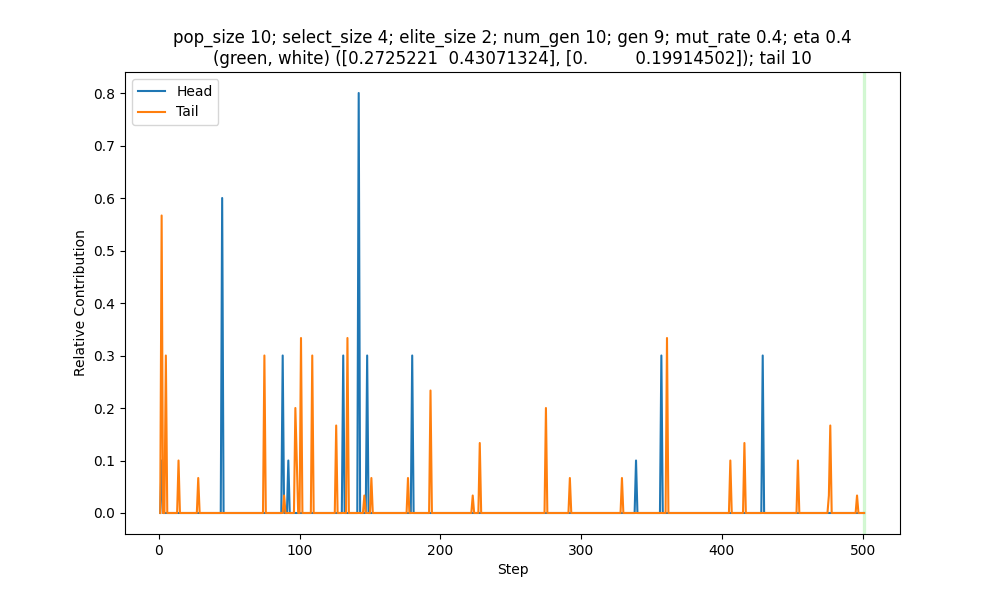 pop_size 10; select_size 4; elite_size 2; num_gen 10; gen 9; mut_rate 0.4; eta 0.4
(green, white) ([0.2725221  0.43071324], [0.         0.19914502]); tail 10
Head
Tail
0.8
0.7
0.6
0.5
0.4
0.3
0.2
0.1
0.0
Relative Contribution
0 100 200 300 400 500
Step